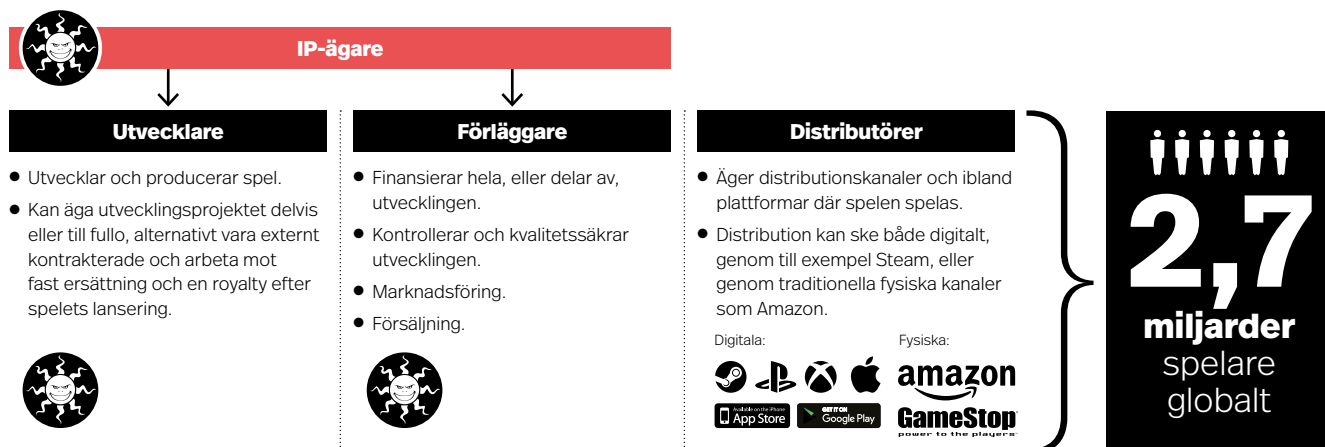 IP-ägare
Utvecklare
• Utvecklar och producerar spel.
• Kan äga utvecklingsprojektet delvis
eller till fullo, alternativt vara externt
kontrakterade och arbeta mot
fast ersättning och en royalty efter
spelets lansering.
Förläggare
• Finansierar hela, eller delar av,
utvecklingen.
• Kontrollerar och kvalitetssäkrar
utvecklingen.
• Marknadsföring.
• Försäljning.
Distributörer
• Äger distributionskanaler och ibland
plattformar där spelen spelas.
• Distribution kan ske både digitalt,
genom till exempel Steam, eller
genom traditionella fysiska kanaler
som Amazon.
Digitala:
Available on the iPhone
App Store
GET IT ON
Google Play
Fysiska:
amazon
GameStop
power to the players
2,7
miljarder
spelare
globalt